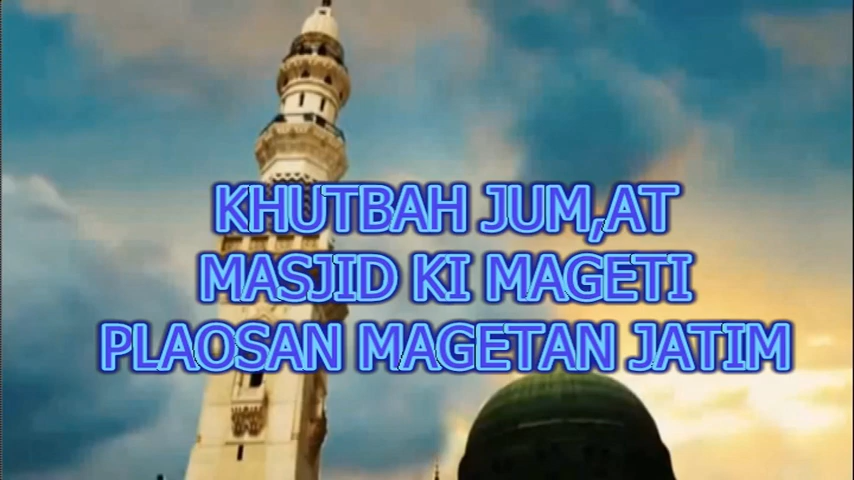 KHUTBAH JUM,AT
MASJID KI MAGETI
PLAOSAN MAGETAN JATIM